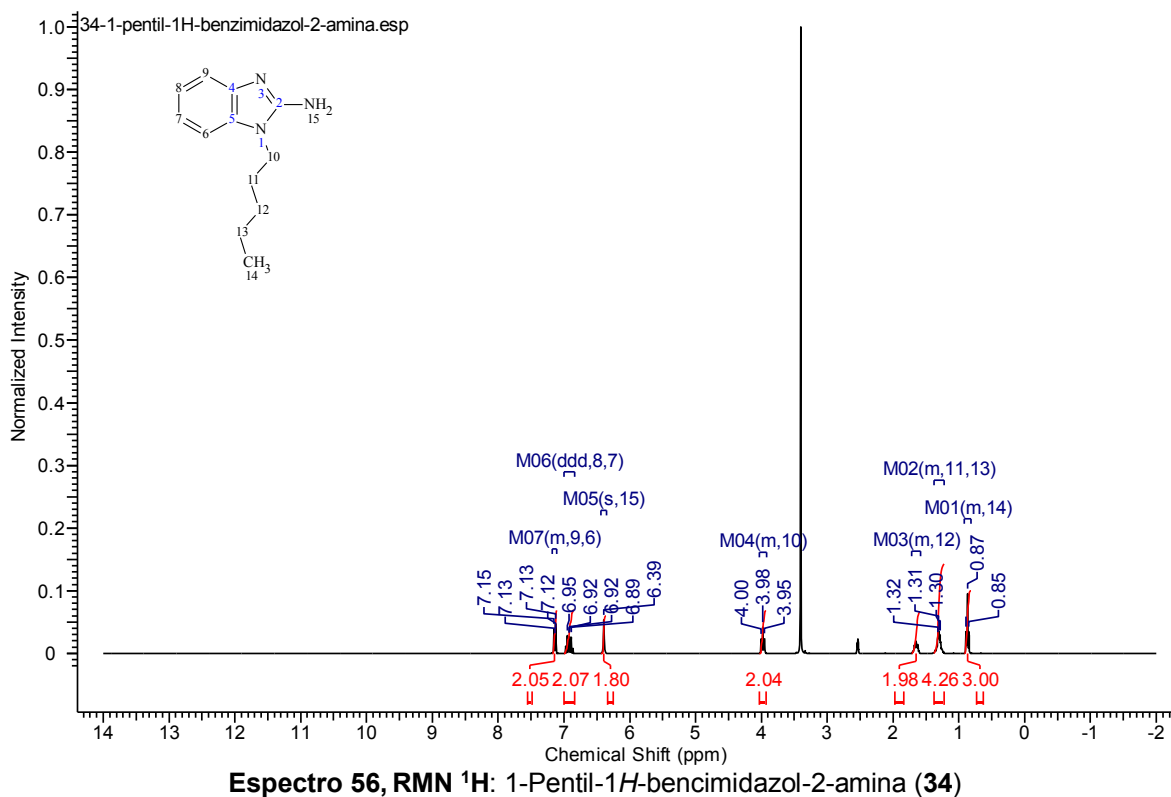 34-1-pentil-1H-benzimidazol-2-amina.esp
1.0
0.9
0.8
0.7
0.6
0.5
0.4
0.3
0.2
0.1
0
Normalized Intensity
9
8
7
6
4
5
N
3
2
NH2
15
N
1
10
11
12
13
CH3
14
M06(ddd,8,7)
M05(s,15)
M07(m,9,6)
M04(m,10)
M02(m,11,13)
M01(m,14)
M03(m,12)
7.15
7.13
7.13
7.12
6.95
6.92
6.92
6.89
6.39
4.00
3.98
3.95
1.32
1.31
1.30
0.87
0.85
2.05 2.07 1.80 2.04 1.98 4.26 3.00
14 13 12 11 10 9 8 7 6 5 4 3 2 1 0 -1 -2
Chemical Shift (ppm)
Espectro 56, RMN ¹H: 1-Pentil-1H-bencimidazol-2-amina (34)